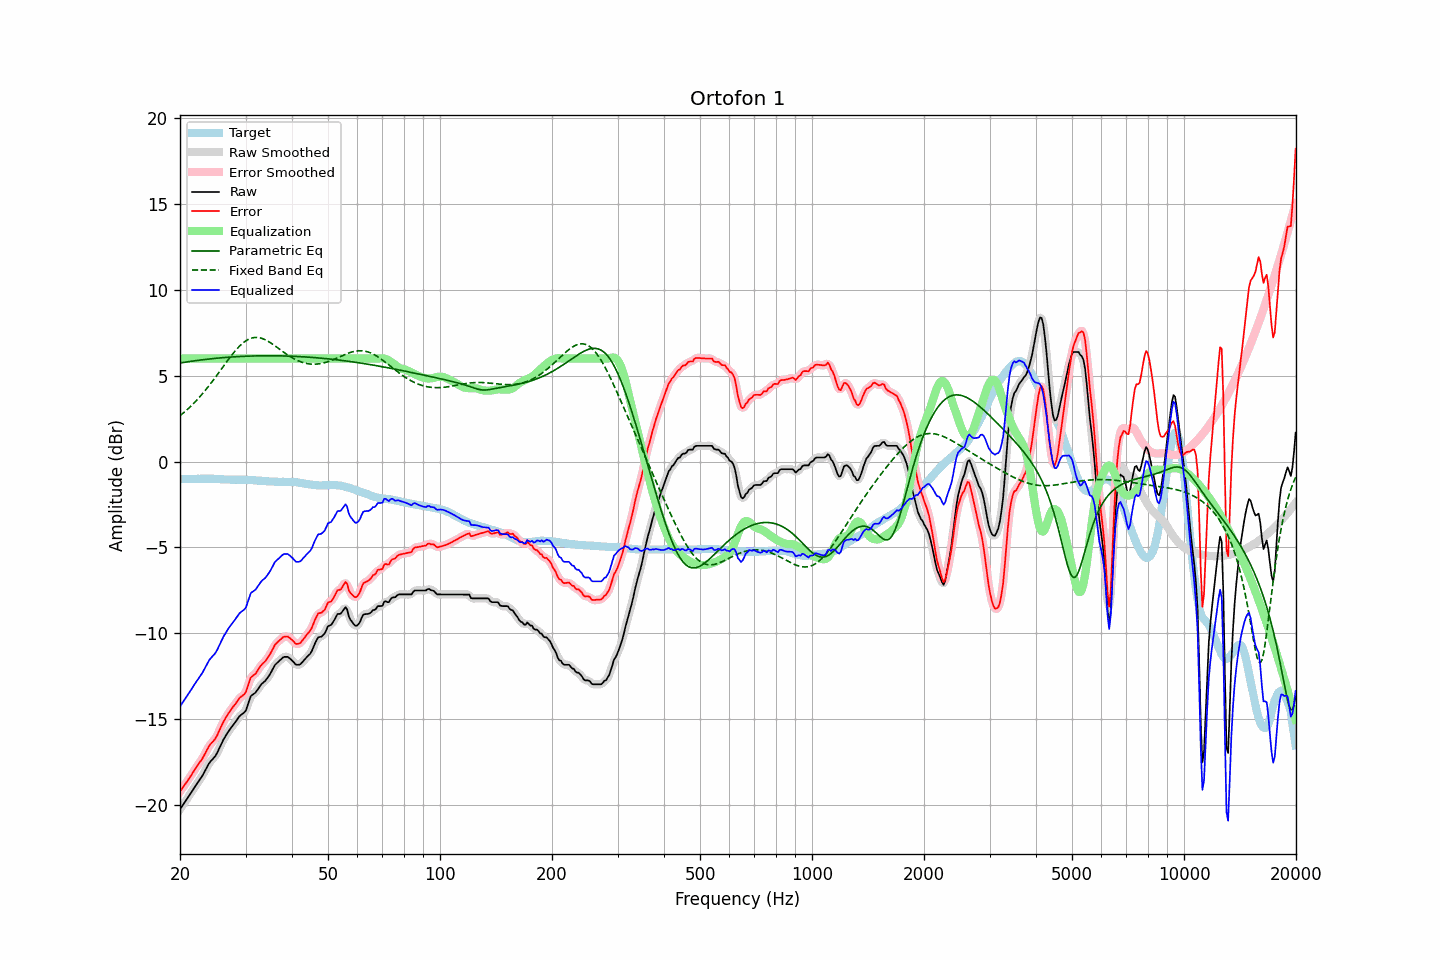 Ortofon 1
Target
Raw Smoothed
Error Smoothed
Raw
Error
Equalization
Parametric Eq
Fixed Band Eq
Equalized
Amplitude (dBr)
20
15
10
5
0
−5
−10
−15
−20
20 50 100 200 500 1000 2000 5000 10000 20000
Frequency (Hz)